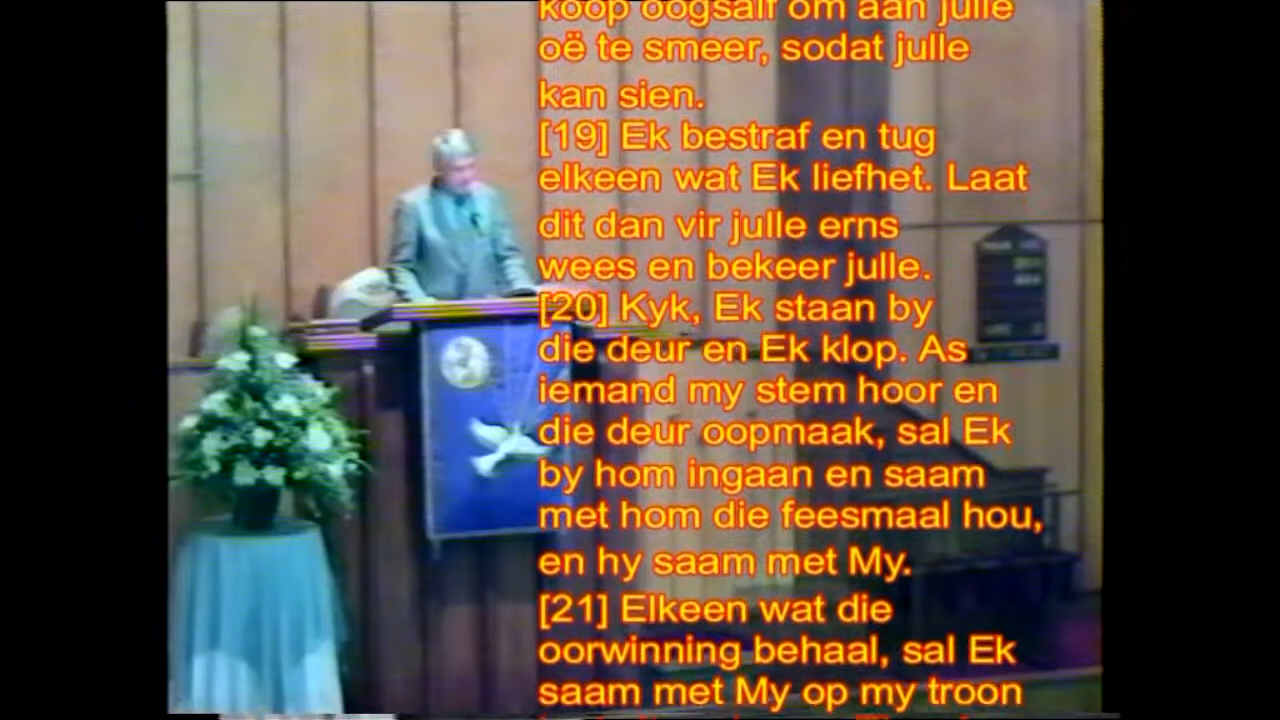 koop oogsalf om aan julle
oë te smeer, sodat julle
kan sien.
[19] Ek bestraf en tug
elkeen wat Ek liefhet. Laat
dit dan vir julle erns
wees en bekeer julle.
[20] Kyk, Ek staan by
die deur en Ek klop. As
iemand my stem hoor en
die deur oopmaak, sal Ek
by hom ingaan en saam
met hom die feesmaal hou,
en hy saam met My.
[21] Elkeen wat die
oorwinning behaal, sal Ek
saam met My op my troon